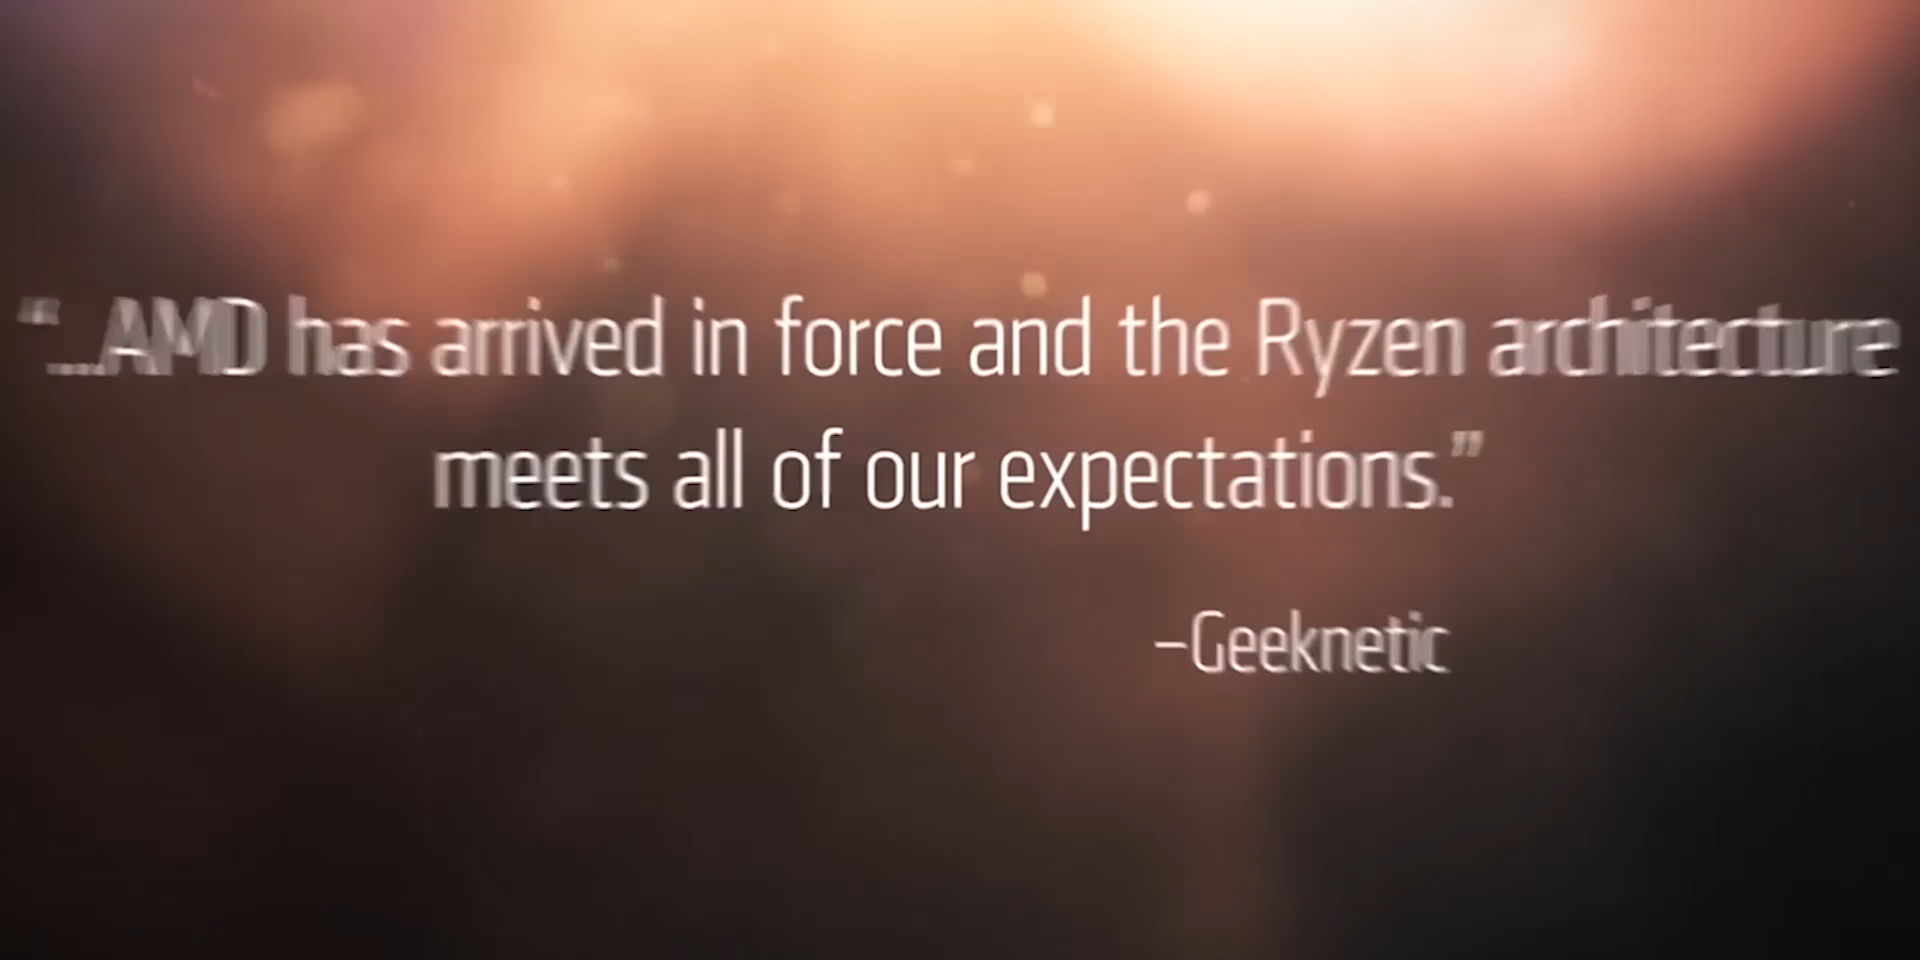 “...AMD has arrived in force and the Ryzen architecture
meets all of our expectations.”
–Geeknetic